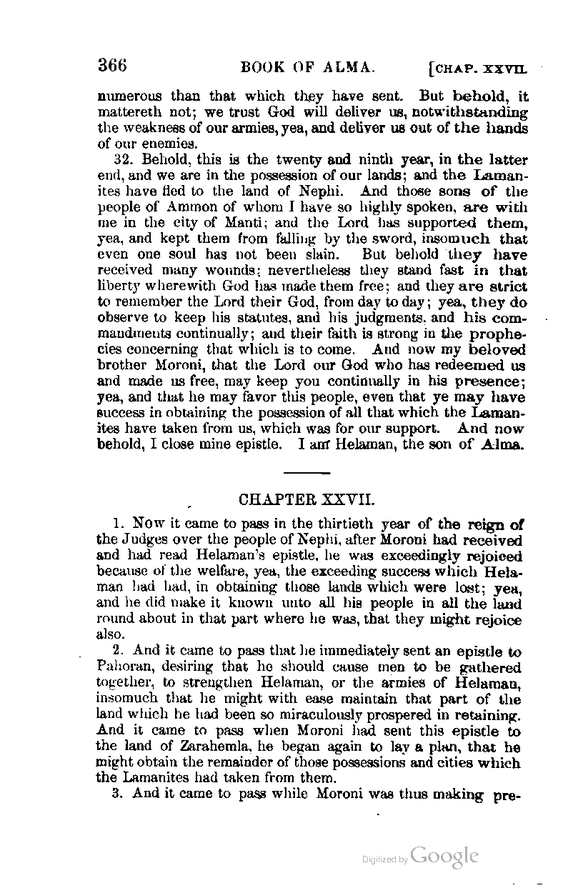 366 BOOK OF ALMA. [CHAP. XXVII.
numerous than that which they have sent. But behold, it
mattereth not; we trust God will deliver us, notwithstanding
the weakness of our armies, yea, and deliver us out of the hands
of our enemies.
32. Behold, this is the twenty and ninth year, in the latter
end, and we are in the possession of our lands; and the Laman-
ites have fled to the land of Nephi. And those sons of the
people of Ammon of whom I have so highly spoken, are with
me in the city of Manti; and the Lord has supported them,
yea, and kept them from falling by the sword, insomuch that
even one soul has not been slain. But behold they have
received many wounds; nevertheless they stand fast in that
liberty wherewith God has made them free; and they are strict
to remember the Lord their God, from day to day; yea, they do
observe to keep his statutes, and his judgments, and his com-
mandments continually; and their faith is strong in the prophe-
cies concerning that which is to come. And now my beloved
brother Moroni, that the Lord our God who has redeemed us
and made us free, may keep you continually in his presence;
yea, and that he may favor this people, even that ye may have
success in obtaining the possession of all that which the Laman-
ites have taken from us, which was for our support. And now
behold, I close mine epistle. I am Helaman, the son of Alma.
CHAPTER XXVII.
1. Now it came to pass in the thirtieth year of the reign of
the Judges over the people of Nephi, after Moroni had received
and had read Helaman's epistle, he was exceedingly rejoiced
because of the welfare, yea, the exceeding success which Hela-
man had had, in obtaining those lands which were lost; yea,
and he did make it known unto all his people in all the land
round about in that part where he was, that they might rejoice
also.
2. And it came to pass that he immediately sent an epistle to
Pahoran, desiring that he should cause men to be gathered
together, to strengthen Helaman, or the armies of Helaman,
insomuch that he might with ease maintain that part of the
land which he had been so miraculously prospered in retaining.
And it came to pass when Moroni had sent this epistle to
the land of Zarahemla, he began again to lay a plan, that he
might obtain the remainder of those possessions and cities which
the Lamanites had taken from them.
3. And it came to pass while Moroni was thus making pre-
Digitized by Google